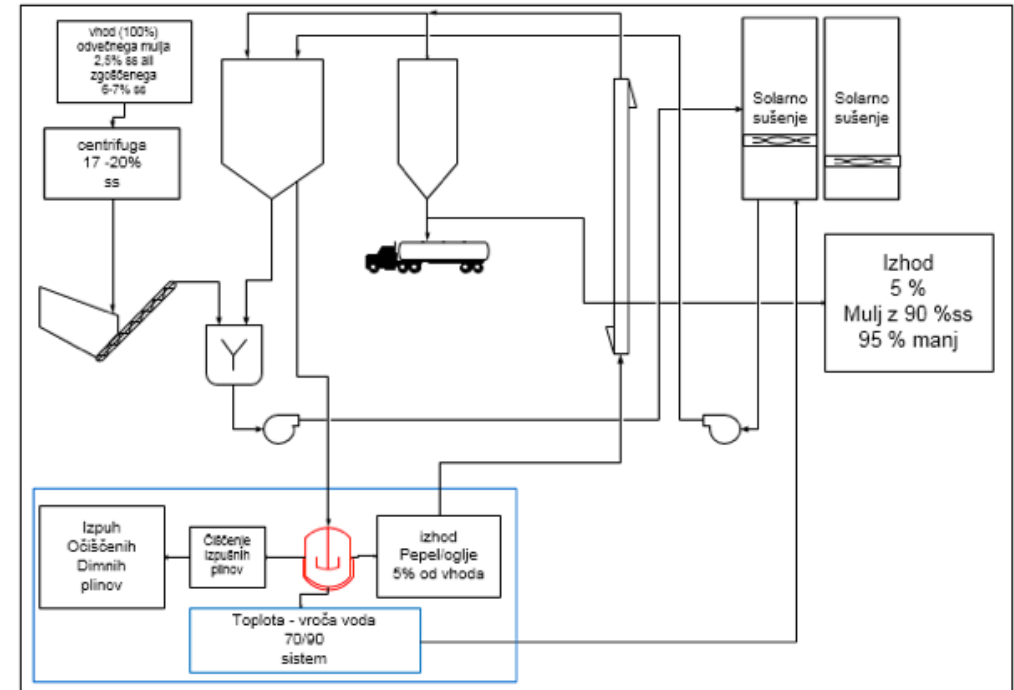 vhod (100%)
odvečnega mulja
2,5% ss ali
zgoščenega
6-7% ss
centrifuga
17 -20%
ss
Solarno
sušenje
Solarno
sušenje
Izhod
5 %
Mulj z 90 %ss
95 % manj
Izpuh
Očiščenih
Dimnih
plinov
Čiščenje
Izpušnih
plinov
izhod
Pepel/oglje
5% od vhoda
Toplota - vroča voda
70/90
sistem